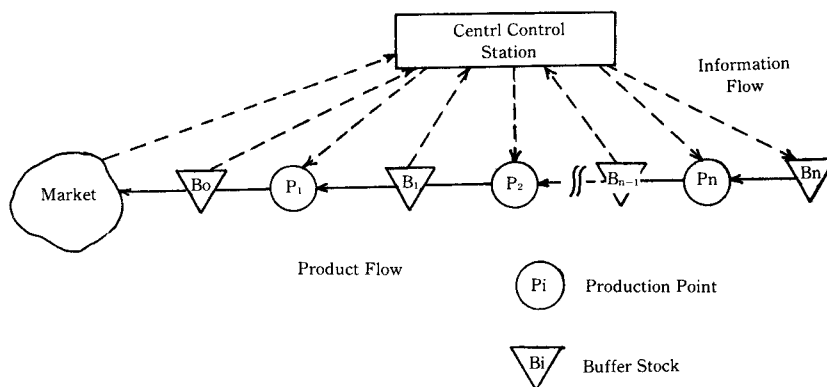 Centrl Control
Station
Information
Flow
Market
Bo
P₁
B₁
P₂
Bₙ₋₁
Pn
Bn
Product Flow
Pi
Production Point
Bi
Buffer Stock